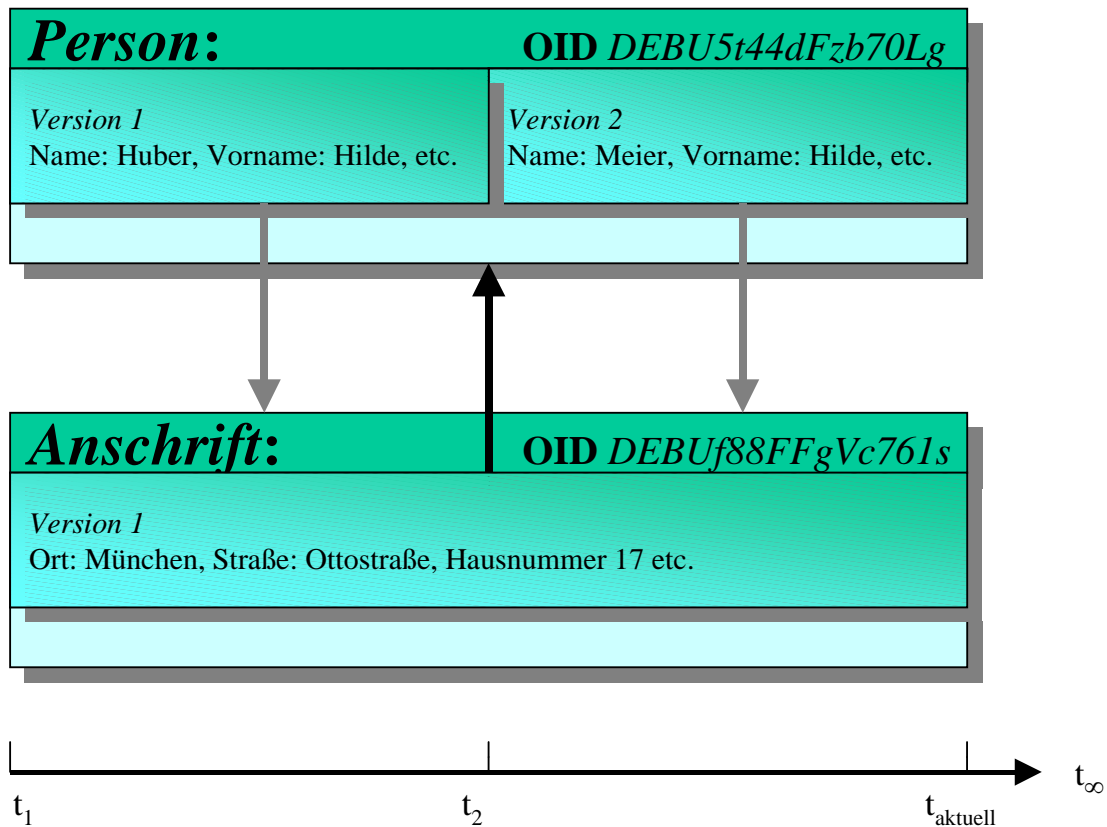 Person: OID DEBU5t44dFzb70Lg
Version 1
Name: Huber, Vorname: Hilde, etc.
Version 2
Name: Meier, Vorname: Hilde, etc.
Anschrift: OID DEBUf88FFgVc761s
Version 1
Ort: München, Straße: Ottostraße, Hausnummer 17 etc.
t∞
t1 t2 taktuell